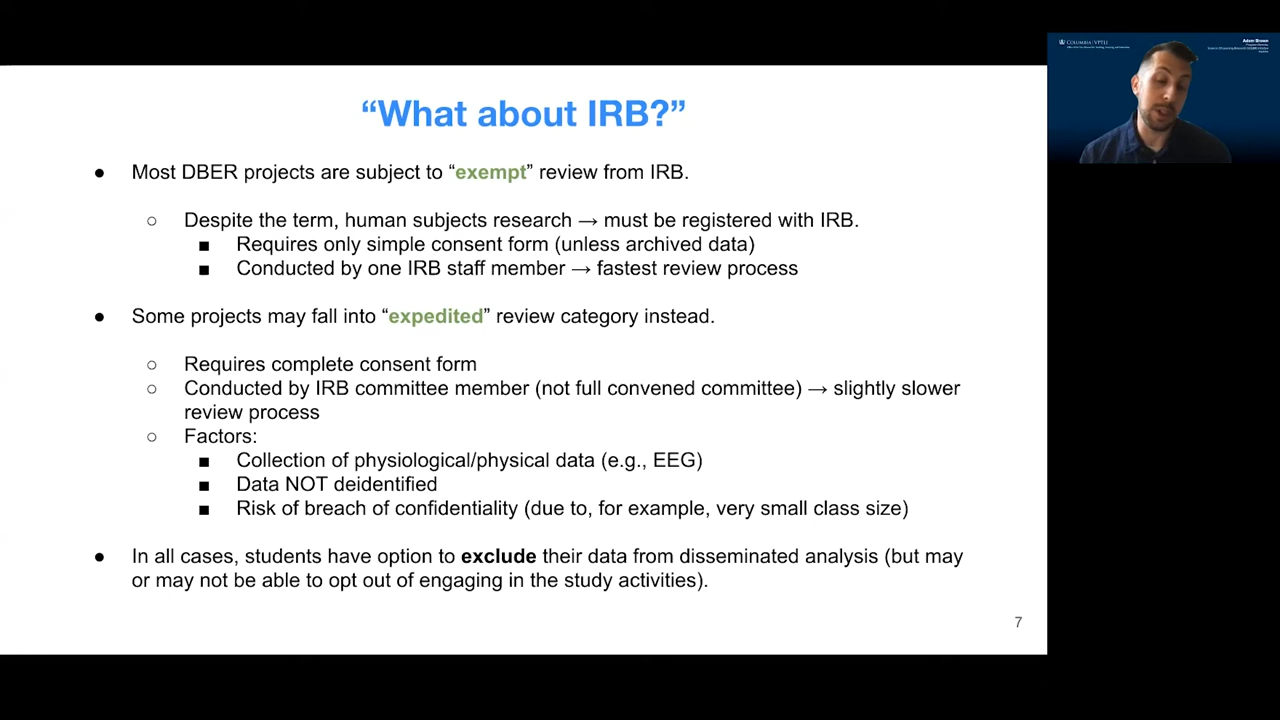 “What about IRB?”
● Most DBER projects are subject to “exempt” review from IRB.
○ Despite the term, human subjects research → must be registered with IRB.
■ Requires only simple consent form (unless archived data)
■ Conducted by one IRB staff member → fastest review process
● Some projects may fall into “expedited” review category instead.
○ Requires complete consent form
○ Conducted by IRB committee member (not full convened committee) → slightly slower
review process
○ Factors:
■ Collection of physiological/physical data (e.g., EEG)
■ Data NOT deidentified
■ Risk of breach of confidentiality (due to, for example, very small class size)
● In all cases, students have option to exclude their data from disseminated analysis (but may
or may not be able to opt out of engaging in the study activities).
7
COLUMBIA | VPTLI
Adam Brown